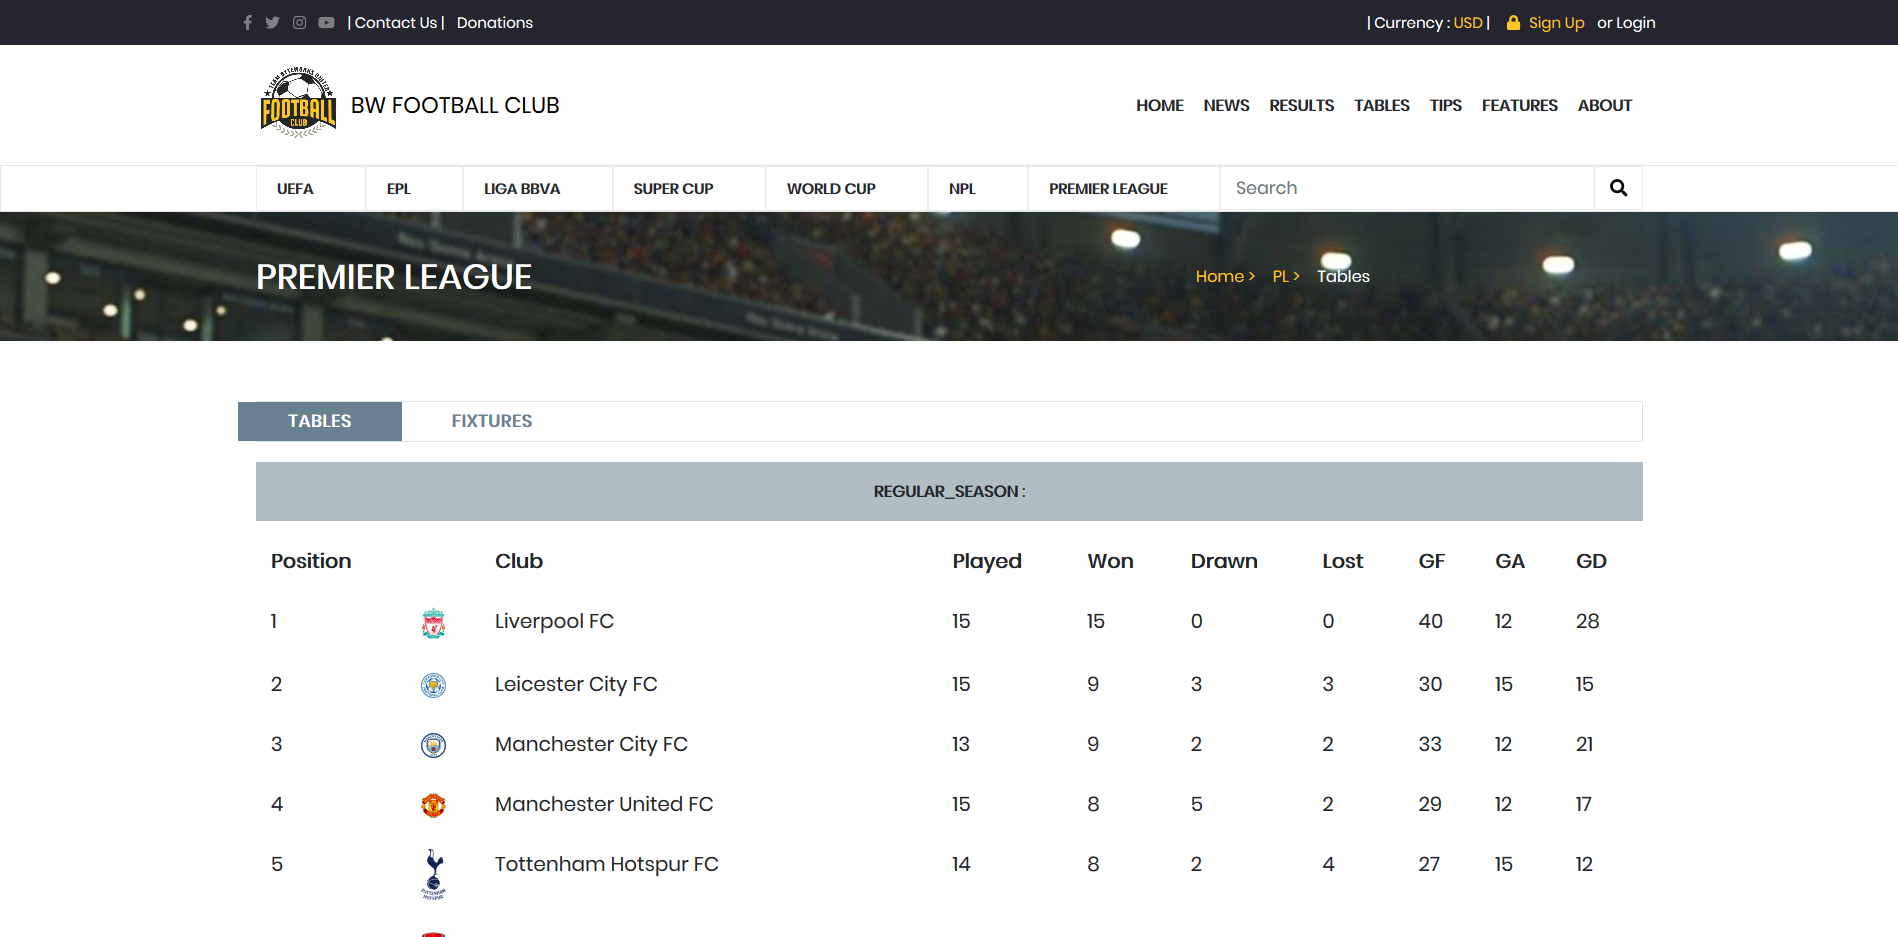 | Contact Us | Donations
| Currency : USD | Sign Up or Login
FOOTBALL
CLUB
BW FOOTBALL CLUB
HOME NEWS RESULTS TABLES TIPS FEATURES ABOUT
UEFA EPL LIGA BBVA SUPER CUP WORLD CUP NPL PREMIER LEAGUE Search
PREMIER LEAGUE
Home > PL > Tables
TABLES FIXTURES
REGULAR_SEASON :
Position Club Played Won Drawn Lost GF GA GD
1 Liverpool FC 15 15 0 0 40 12 28
2 Leicester City FC 15 9 3 3 30 15 15
3 Manchester City FC 13 9 2 2 33 12 21
4 Manchester United FC 15 8 5 2 29 12 17
5 Tottenham Hotspur FC 14 8 2 4 27 15 12
TOTTENHAM
HOTSPUR